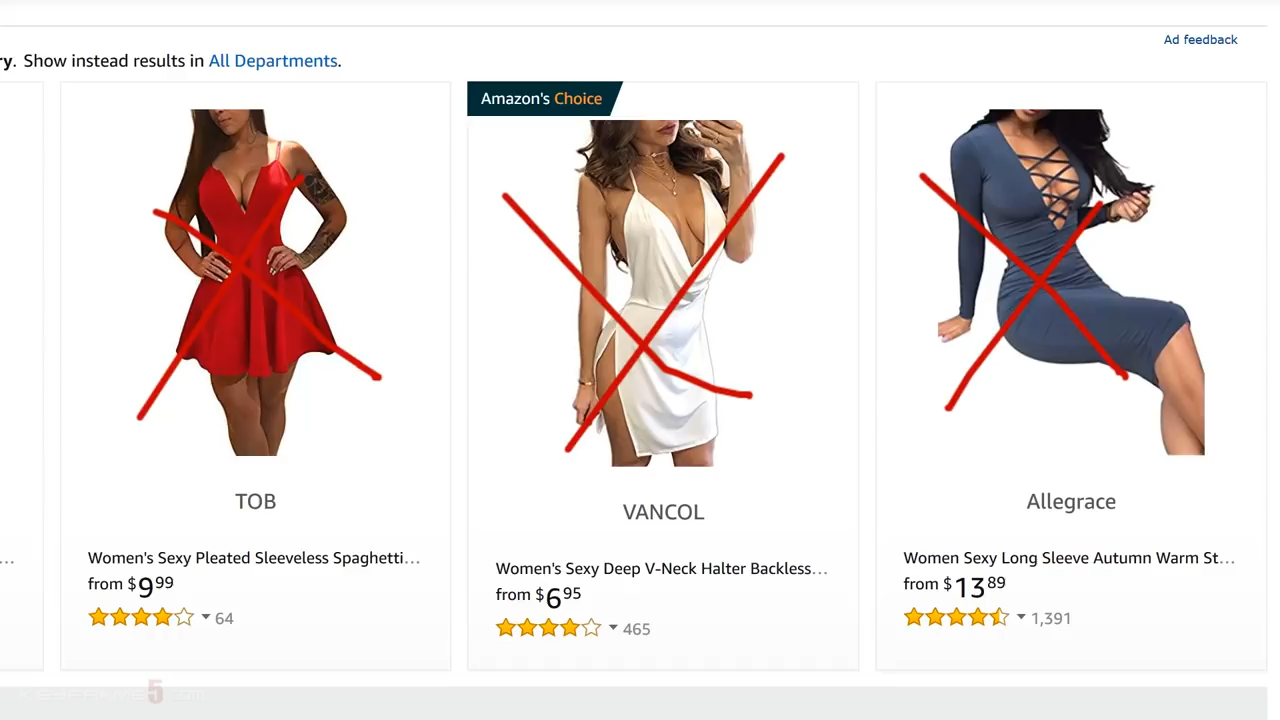 Ad feedback
ry. Show instead results in All Departments.
Amazon's Choice
TOB
VANCOL
Allegrace
...
Women's Sexy Pleated Sleeveless Spaghetti...
from $9.99
64
Women's Sexy Deep V-Neck Halter Backless...
from $6.95
465
Women Sexy Long Sleeve Autumn Warm St...
from $13.89
1,391